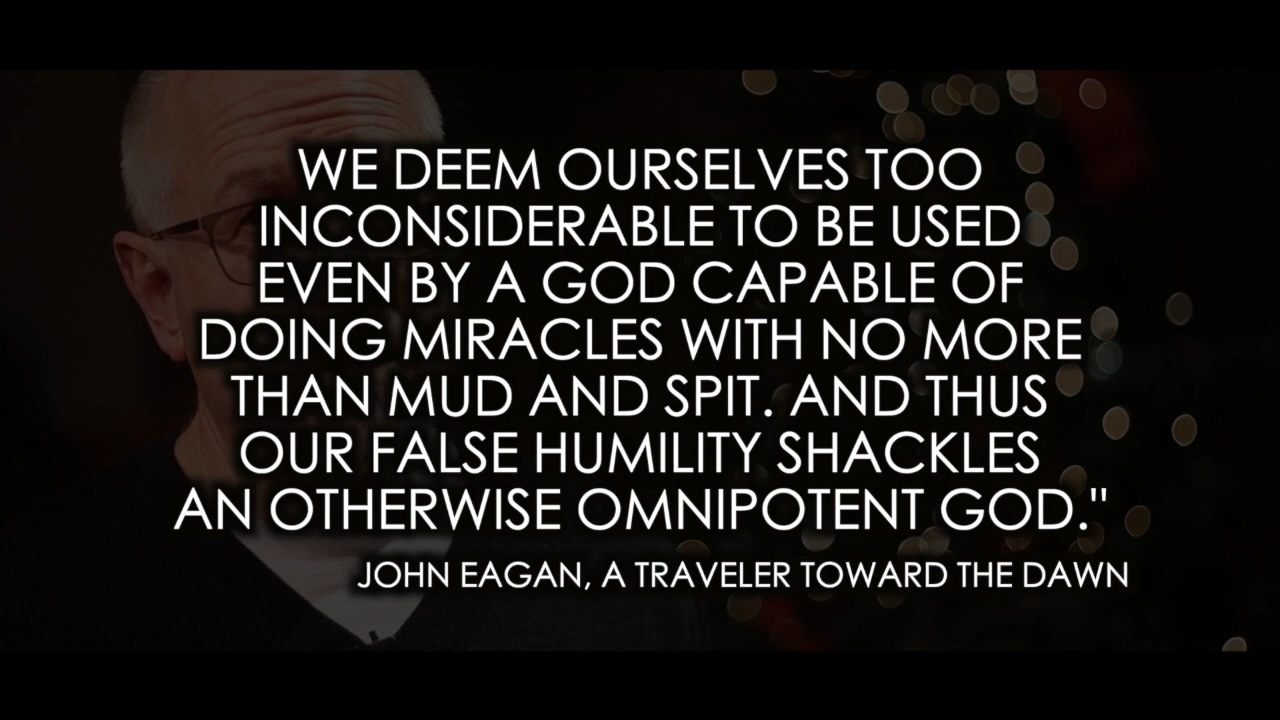 WE DEEM OURSELVES TOO
INCONSIDERABLE TO BE USED
EVEN BY A GOD CAPABLE OF
DOING MIRACLES WITH NO MORE
THAN MUD AND SPIT. AND THUS
OUR FALSE HUMILITY SHACKLES
AN OTHERWISE OMNIPOTENT GOD."
JOHN EAGAN, A TRAVELER TOWARD THE DAWN